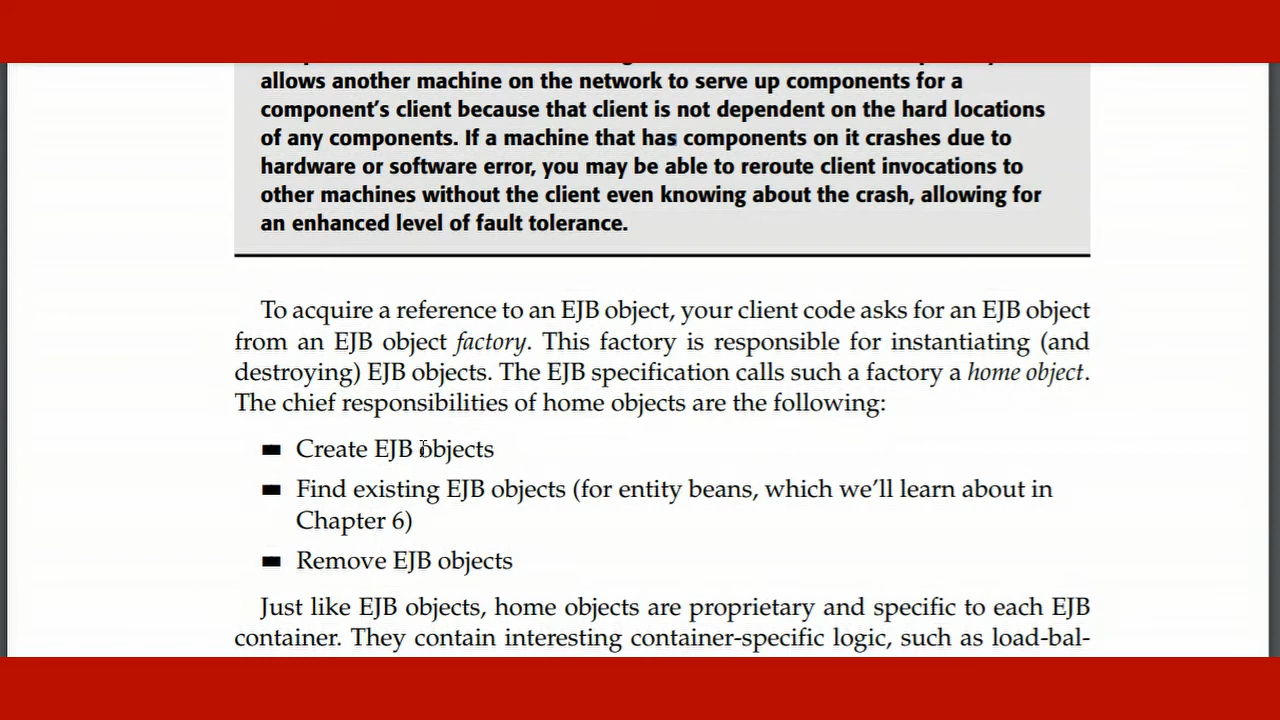 allows another machine on the network to serve up components for a
component's client because that client is not dependent on the hard locations
of any components. If a machine that has components on it crashes due to
hardware or software error, you may be able to reroute client invocations to
other machines without the client even knowing about the crash, allowing for
an enhanced level of fault tolerance.
To acquire a reference to an EJB object, your client code asks for an EJB object
from an EJB object factory. This factory is responsible for instantiating (and
destroying) EJB objects. The EJB specification calls such a factory a home object.
The chief responsibilities of home objects are the following:
■ Create EJB objects
■ Find existing EJB objects (for entity beans, which we'll learn about in
Chapter 6)
■ Remove EJB objects
Just like EJB objects, home objects are proprietary and specific to each EJB
container. They contain interesting container-specific logic, such as load-bal-